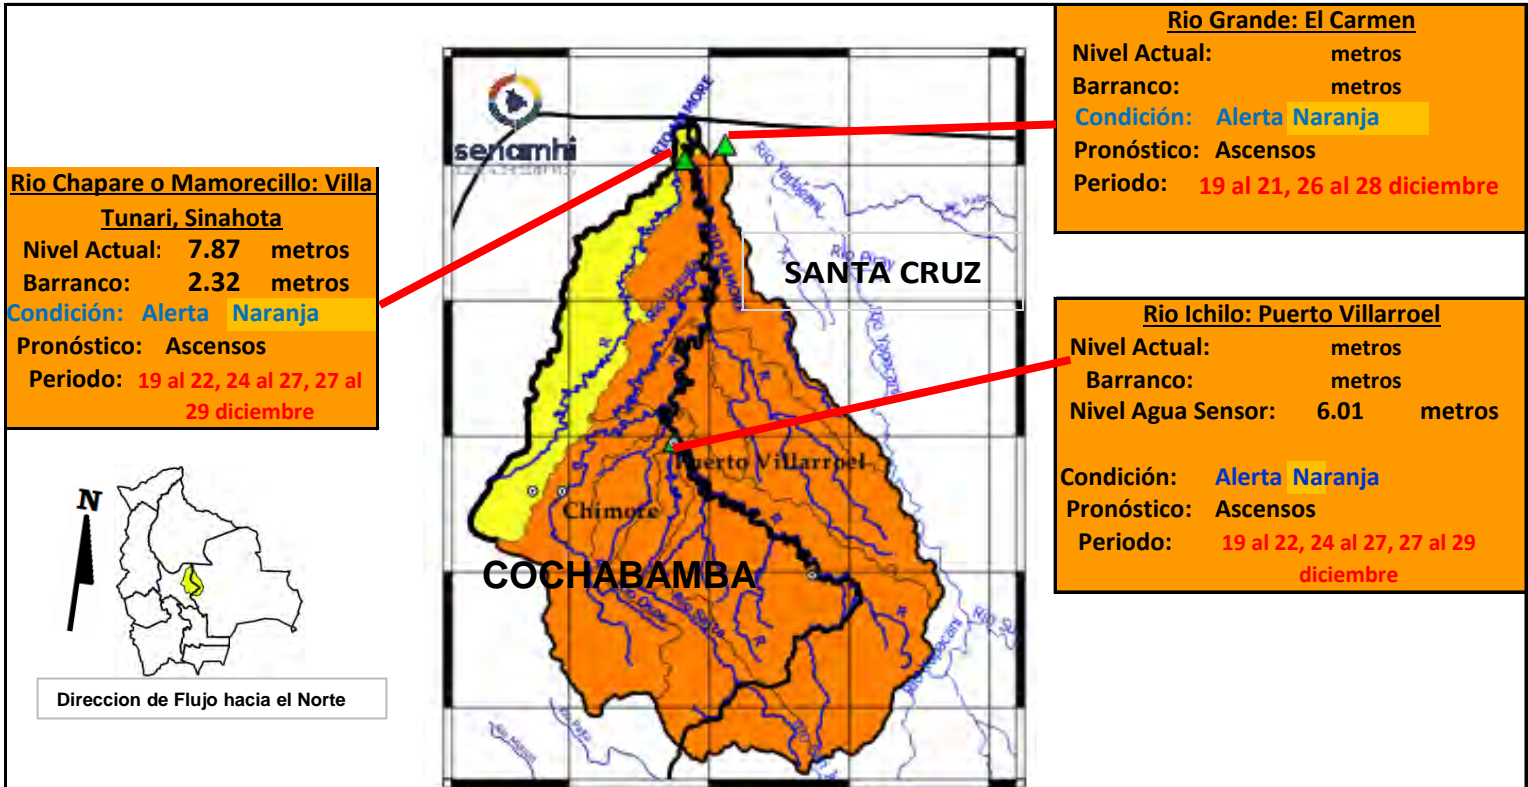 Rio Grande: El Carmen
Nivel Actual: metros
Barranco: metros
Condición: Alerta Naranja
Pronóstico: Ascensos
Periodo: 19 al 21, 26 al 28 diciembre
Rio Chapare o Mamorecillo: Villa
Tunari, Sinahota
Nivel Actual: 7.87 metros
Barranco: 2.32 metros
Condición: Alerta Naranja
Pronóstico: Ascensos
Periodo: 19 al 22, 24 al 27, 27 al
29 diciembre
Rio Ichilo: Puerto Villarroel
Nivel Actual: metros
Barranco: metros
Nivel Agua Sensor: 6.01 metros
Condición: Alerta Naranja
Pronóstico: Ascensos
Periodo: 19 al 22, 24 al 27, 27 al 29
diciembre
senamhi
Rio Yapacani
Rio Piray
SANTA CRUZ
Puerto Villarroel
Chimore
COCHABAMBA
N
Direccion de Flujo hacia el Norte